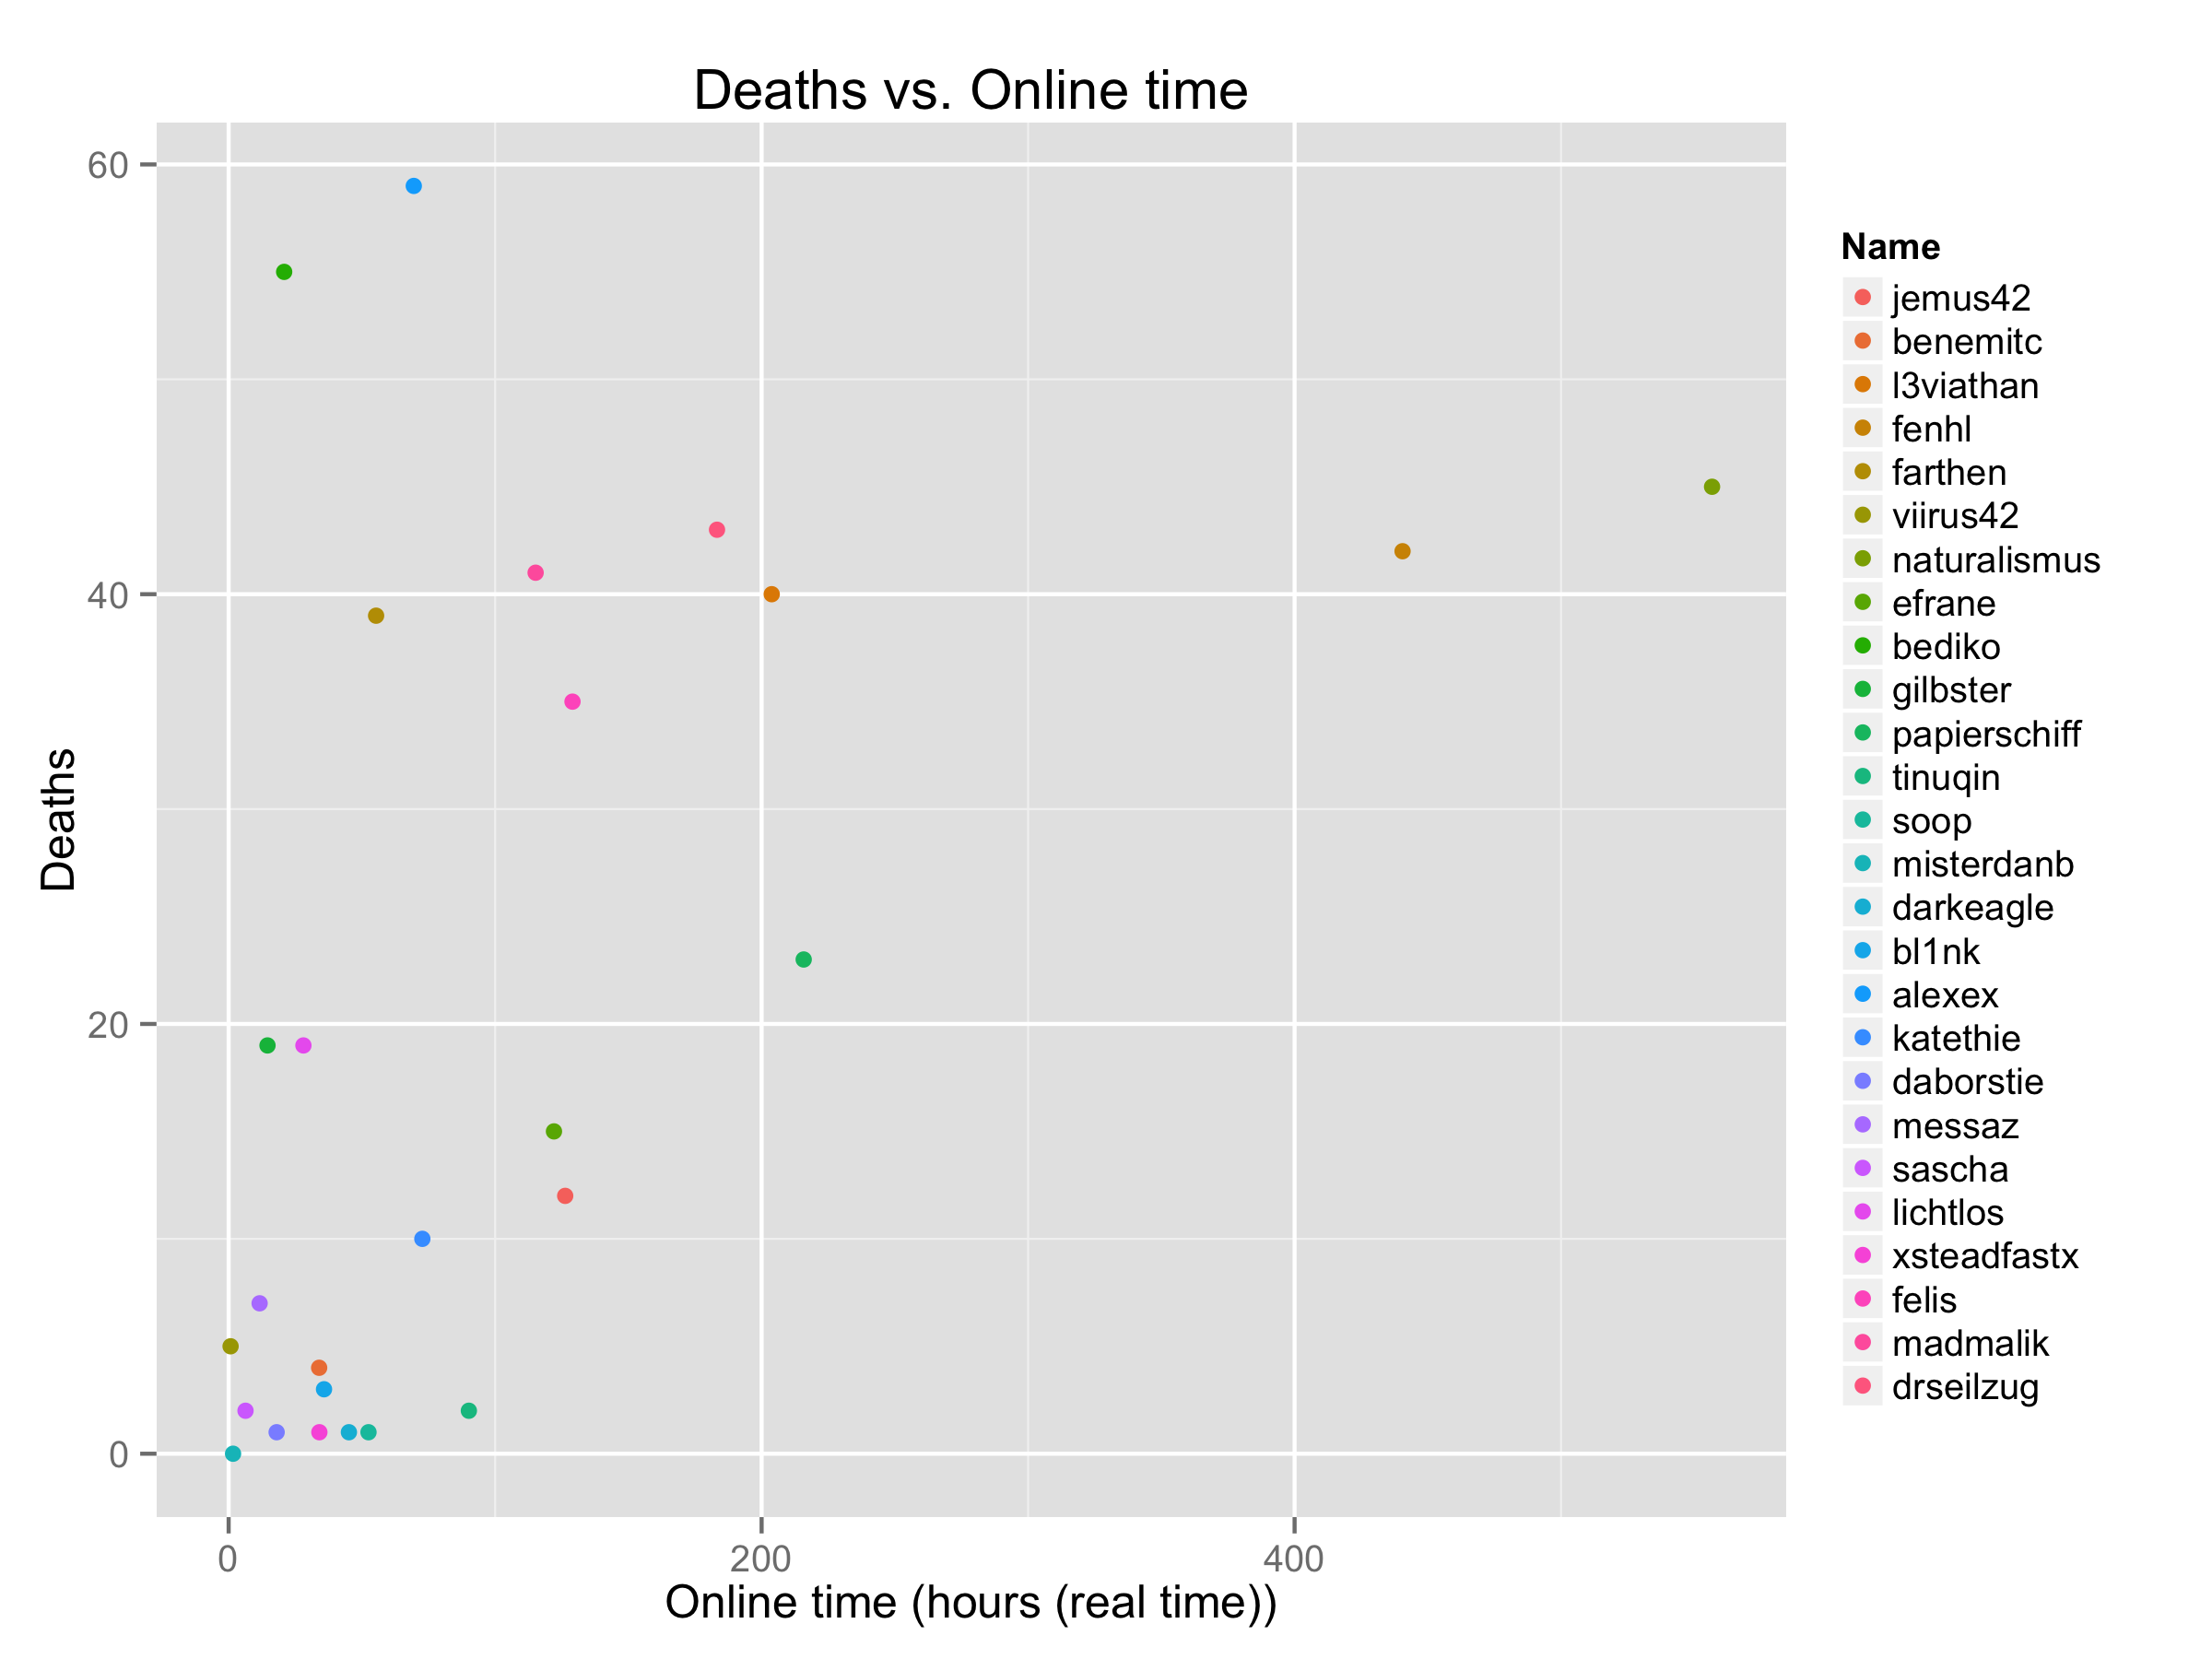 Deaths vs. Online time
60
40
20
0
Deaths
0 200 400
Online time (hours (real time))
Name
jemus42
benemitc
l3viathan
fenhl
farthen
viirus42
naturalismus
efrane
bediko
gilbster
papierschiff
tinuqin
soop
misterdanb
darkeagle
bl1nk
alexex
katethie
daborstie
messaz
sascha
lichtlos
xsteadfastx
felis
madmalik
drseilzug